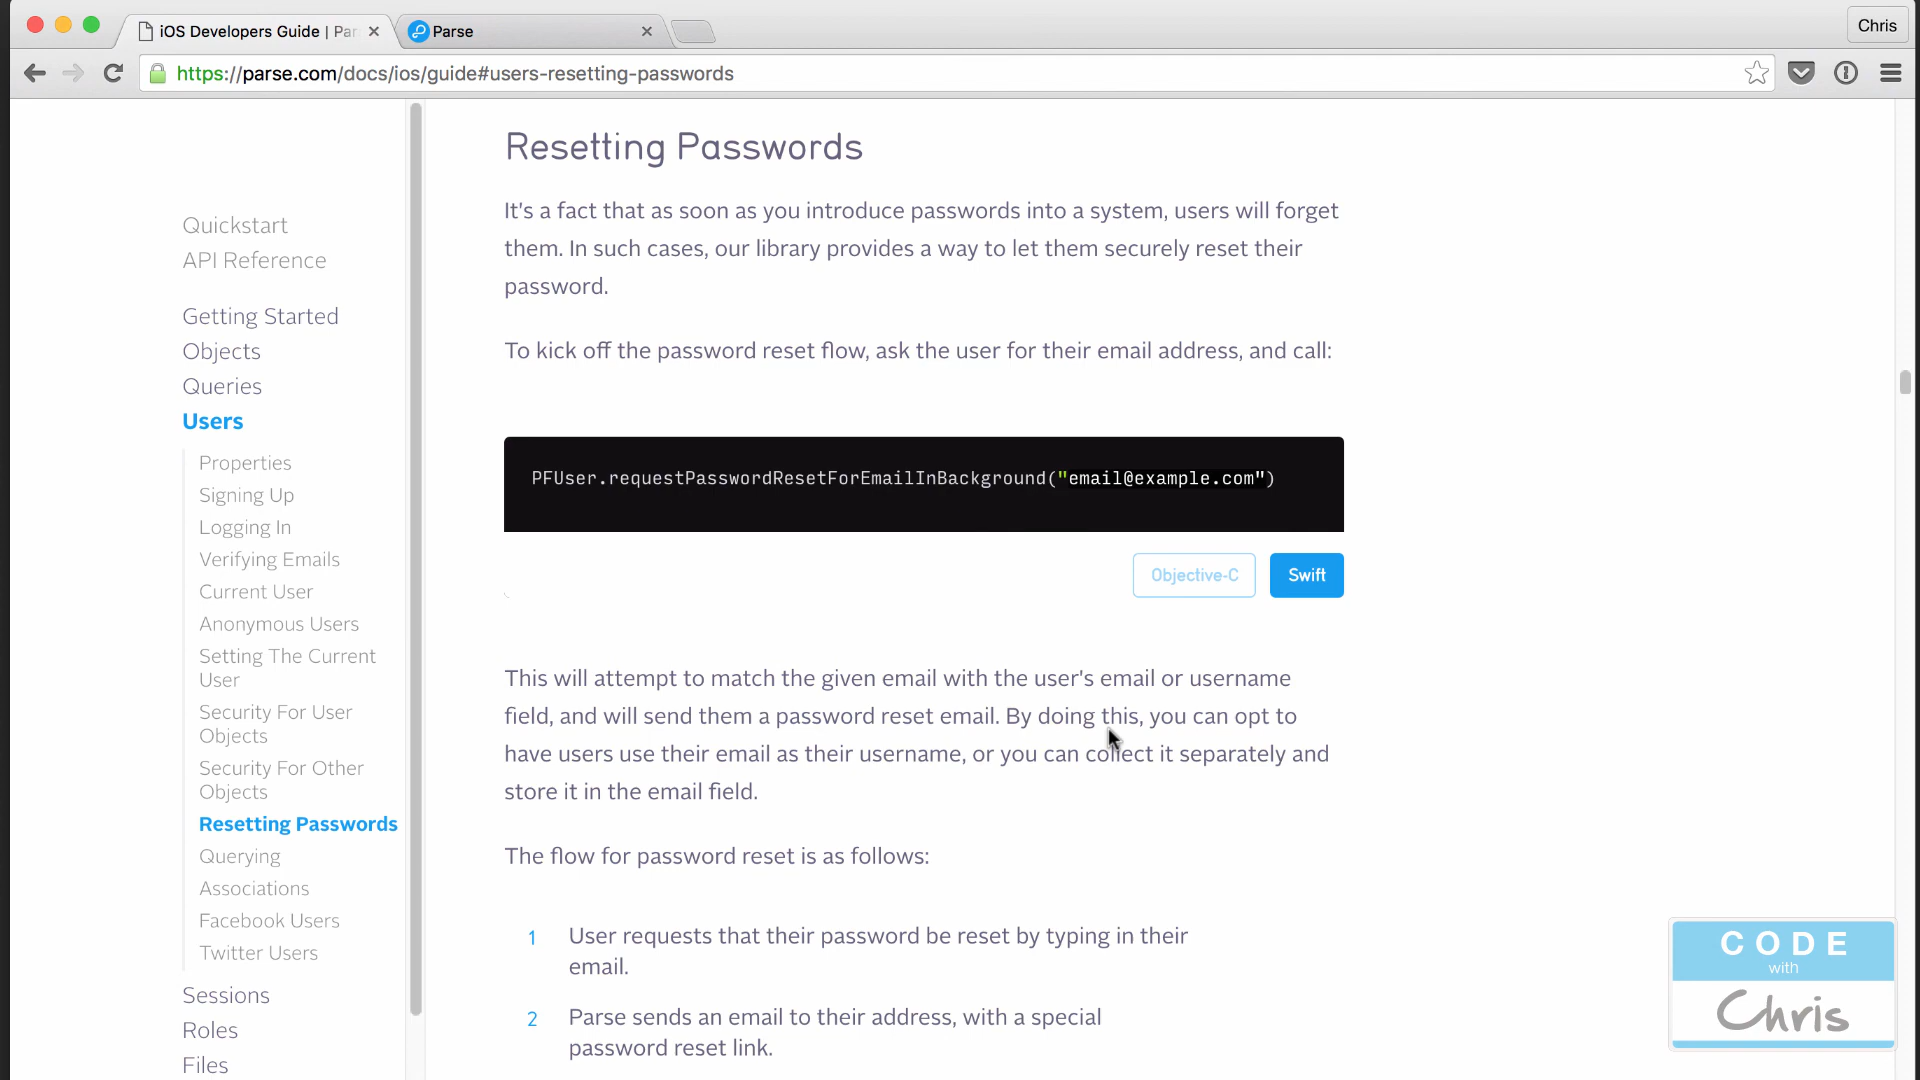 iOS Developers Guide | Par
Parse
Chris
https://parse.com/docs/ios/guide#users-resetting-passwords
Quickstart
API Reference
Getting Started
Objects
Queries
Users
Properties
Signing Up
Logging In
Verifying Emails
Current User
Anonymous Users
Setting The Current
User
Security For User
Objects
Security For Other
Objects
Resetting Passwords
Querying
Associations
Facebook Users
Twitter Users
Sessions
Roles
Files
Resetting Passwords
It's a fact that as soon as you introduce passwords into a system, users will forget
them. In such cases, our library provides a way to let them securely reset their
password.
To kick off the password reset flow, ask the user for their email address, and call:
PFUser.requestPasswordResetForEmailInBackground("email@example.com")
Objective-C
Swift
This will attempt to match the given email with the user's email or username
field, and will send them a password reset email. By doing this, you can opt to
have users use their email as their username, or you can collect it separately and
store it in the email field.
The flow for password reset is as follows:
1 User requests that their password be reset by typing in their
email.
2 Parse sends an email to their address, with a special
password reset link.
CODE
with
Chris